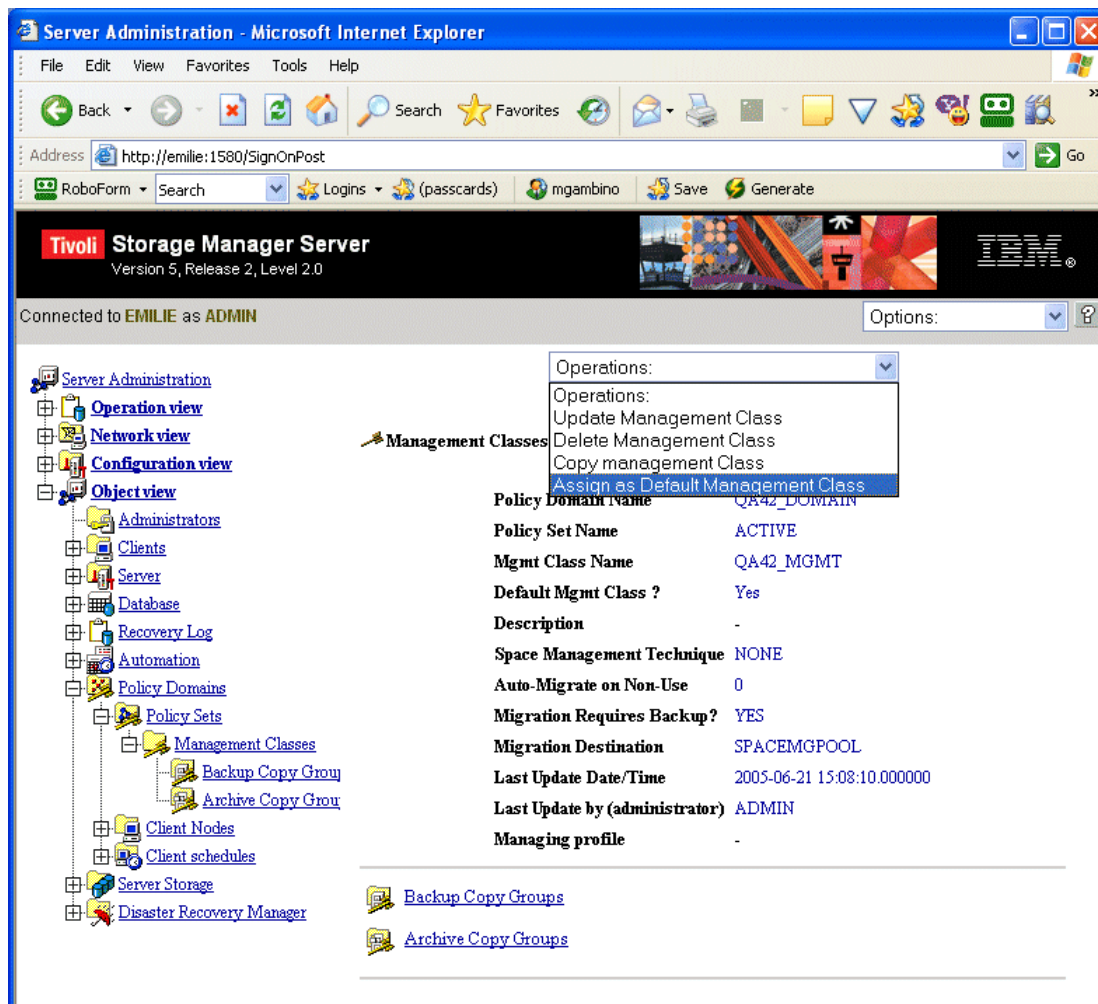 Server Administration - Microsoft Internet Explorer
File Edit View Favorites Tools Help
Back Search Favorites »
Address http://emilie:1580/SignOnPost Go
RoboForm Search Logins (passcards) mgambino Save Generate
Tivoli Storage Manager Server
Version 5, Release 2, Level 2.0
IBM®
Connected to EMILIE as ADMIN
Options: ?
Server Administration
Operation view
Network view
Configuration view
Object view
Administrators
Clients
Server
Database
Recovery Log
Automation
Policy Domains
Policy Sets
Management Classes
Backup Copy Grou
Archive Copy Grou
Client Nodes
Client schedules
Server Storage
Disaster Recovery Manager
Operations:
Operations:
Update Management Class
Delete Management Class
Copy management Class
Assign as Default Management Class
Management Classes
Policy Domain Name QA42_DOMAIN
Policy Set Name ACTIVE
Mgmt Class Name QA42_MGMT
Default Mgmt Class ? Yes
Description -
Space Management Technique NONE
Auto-Migrate on Non-Use 0
Migration Requires Backup? YES
Migration Destination SPACEMGPOOL
Last Update Date/Time 2005-06-21 15:08:10.000000
Last Update by (administrator) ADMIN
Managing profile -
Backup Copy Groups
Archive Copy Groups